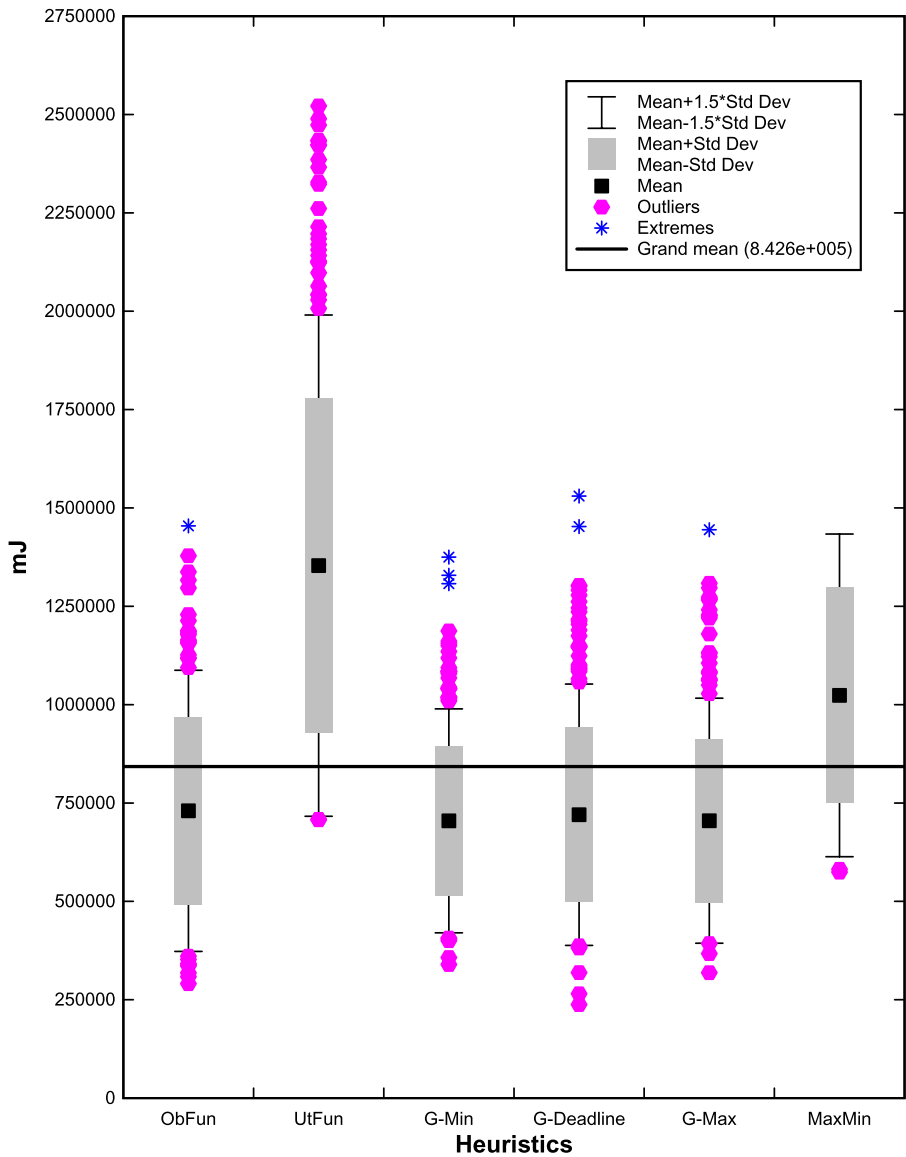 2750000
2500000
2250000
2000000
1750000
1500000
1250000
1000000
750000
500000
250000
0
mJ
Mean+1.5*Std Dev
Mean-1.5*Std Dev
Mean+Std Dev
Mean-Std Dev
Mean
Outliers
Extremes
Grand mean (8.426e+005)
ObFun UtFun G-Min G-Deadline G-Max MaxMin
Heuristics